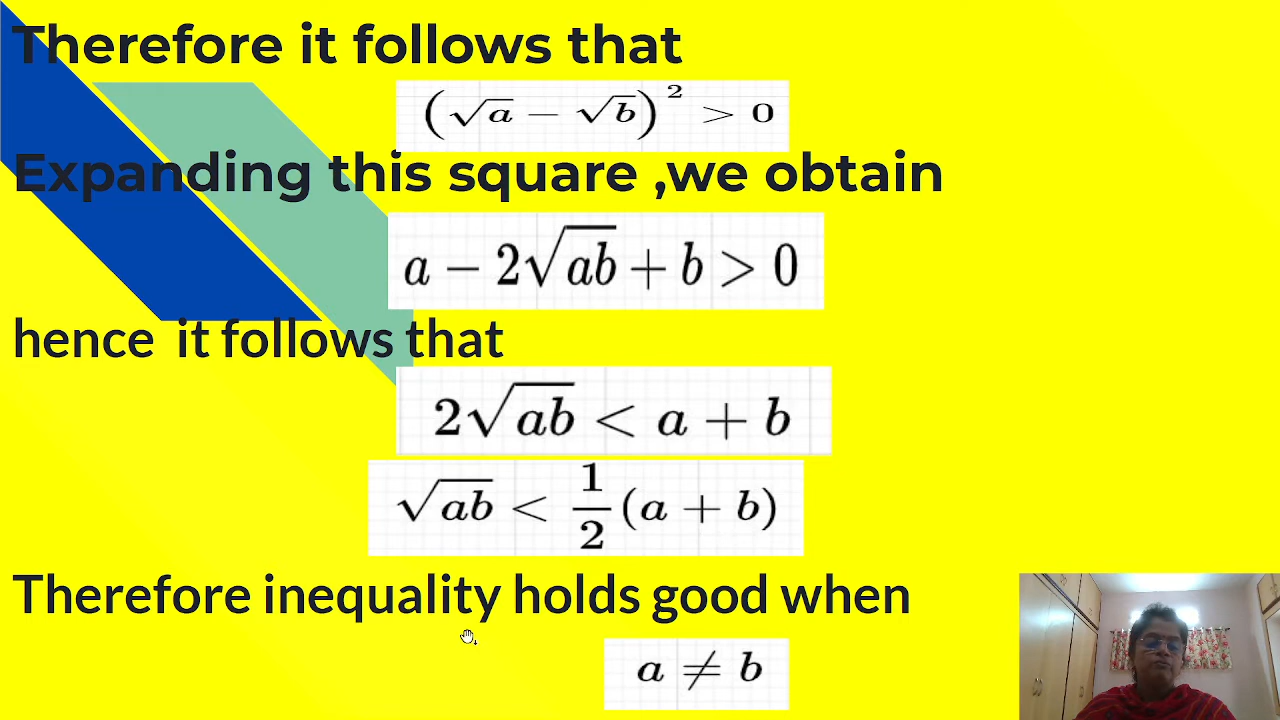 Therefore it follows that
(√a − √b)² > 0
Expanding this square ,we obtain
a − 2√ab + b > 0
hence it follows that
2√ab < a + b
√ab < 1/2 (a + b)
Therefore inequality holds good when
a ≠ b